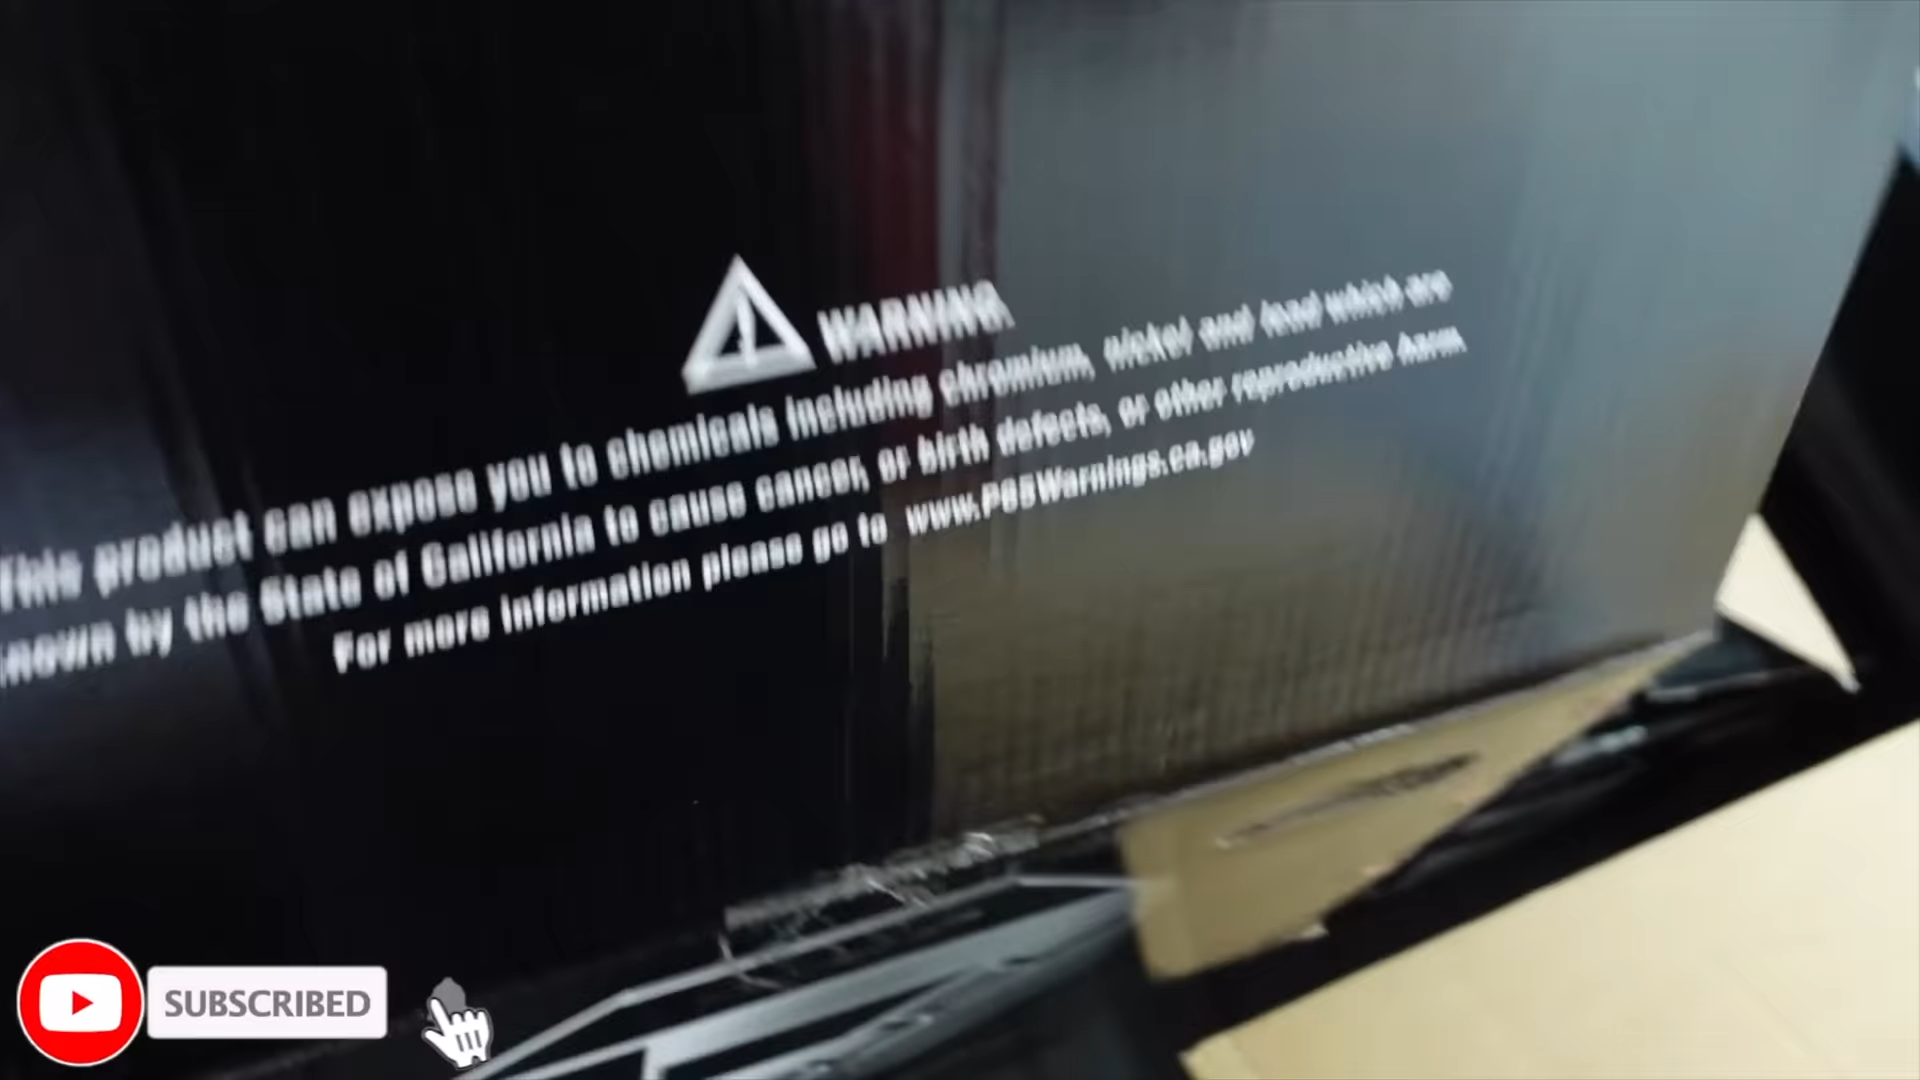 WARNING
This product can expose you to chemicals including chromium, nickel and lead which are
known by the State of California to cause cancer, or birth defects, or other reproductive harm
For more information please go to www.P65Warnings.ca.gov
SUBSCRIBED